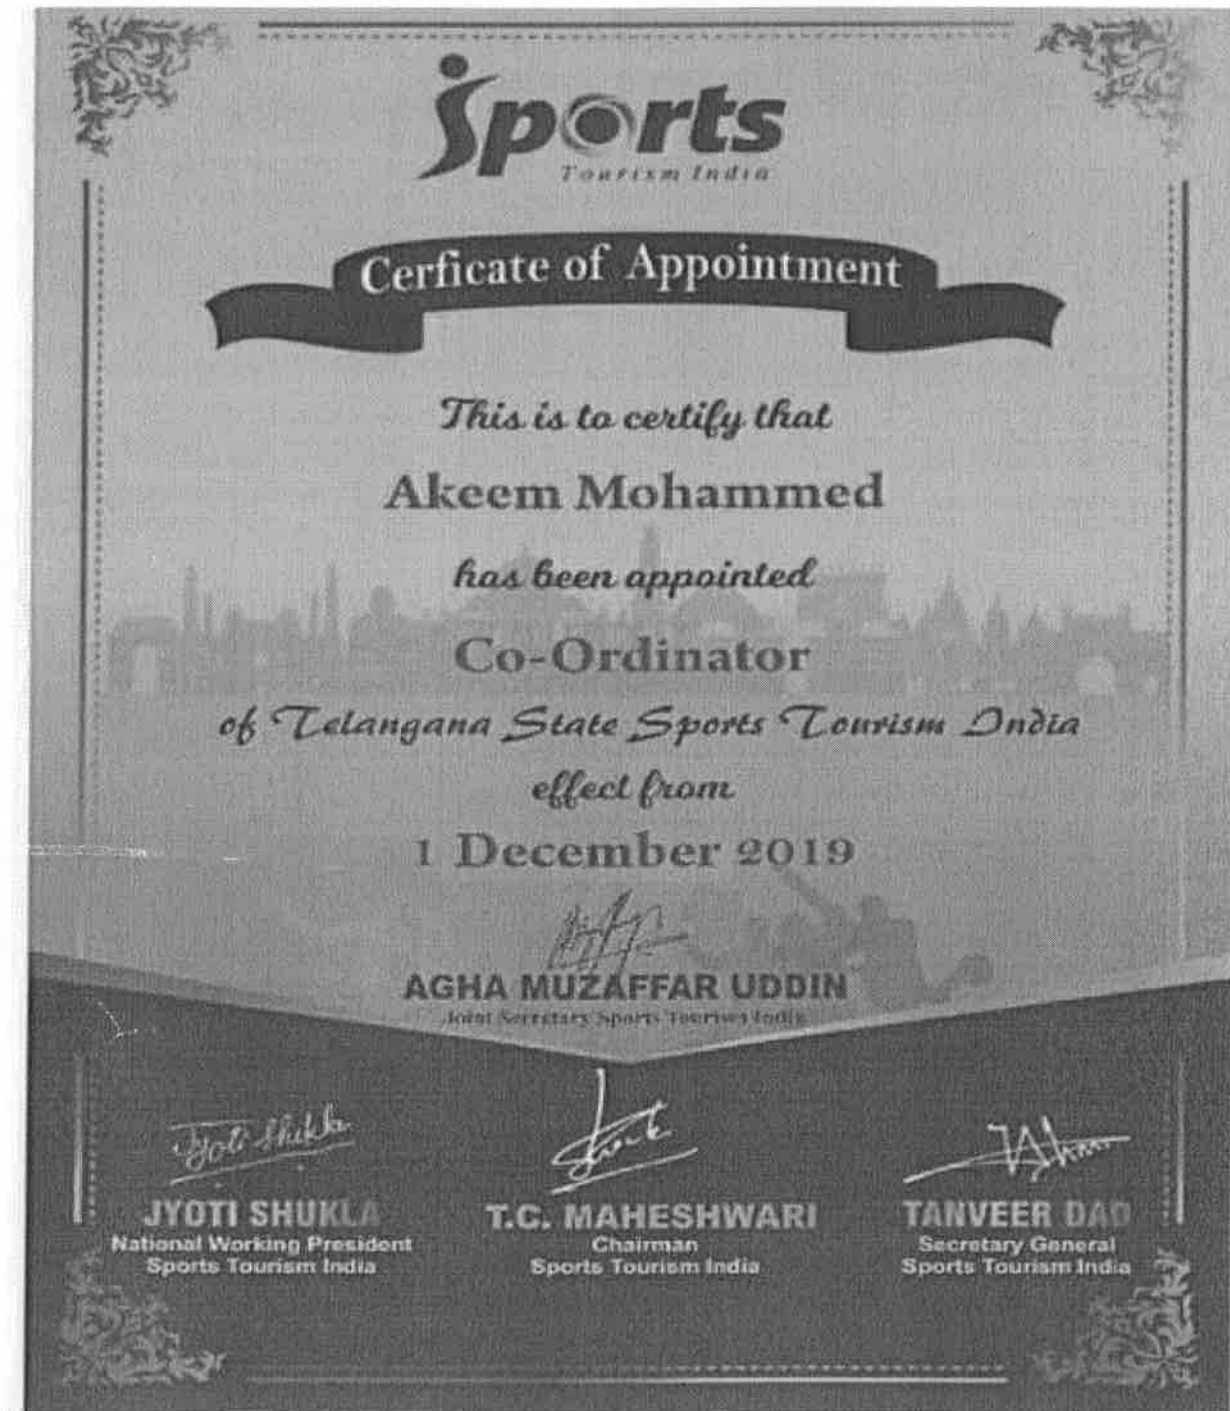 Sports
Tourism India
Cerficate of Appointment
This is to certify that
Akeem Mohammed
has been appointed
Co-Ordinator
of Telangana State Sports Tourism India
effect from
1 December 2019
AGHA MUZAFFAR UDDIN
Joint Secretary Sports Tourism India
Jyoti Shukla
JYOTI SHUKLA
National Working President
Sports Tourism India
T.C. MAHESHWARI
Chairman
Sports Tourism India
TANVEER DAD
Secretary General
Sports Tourism India